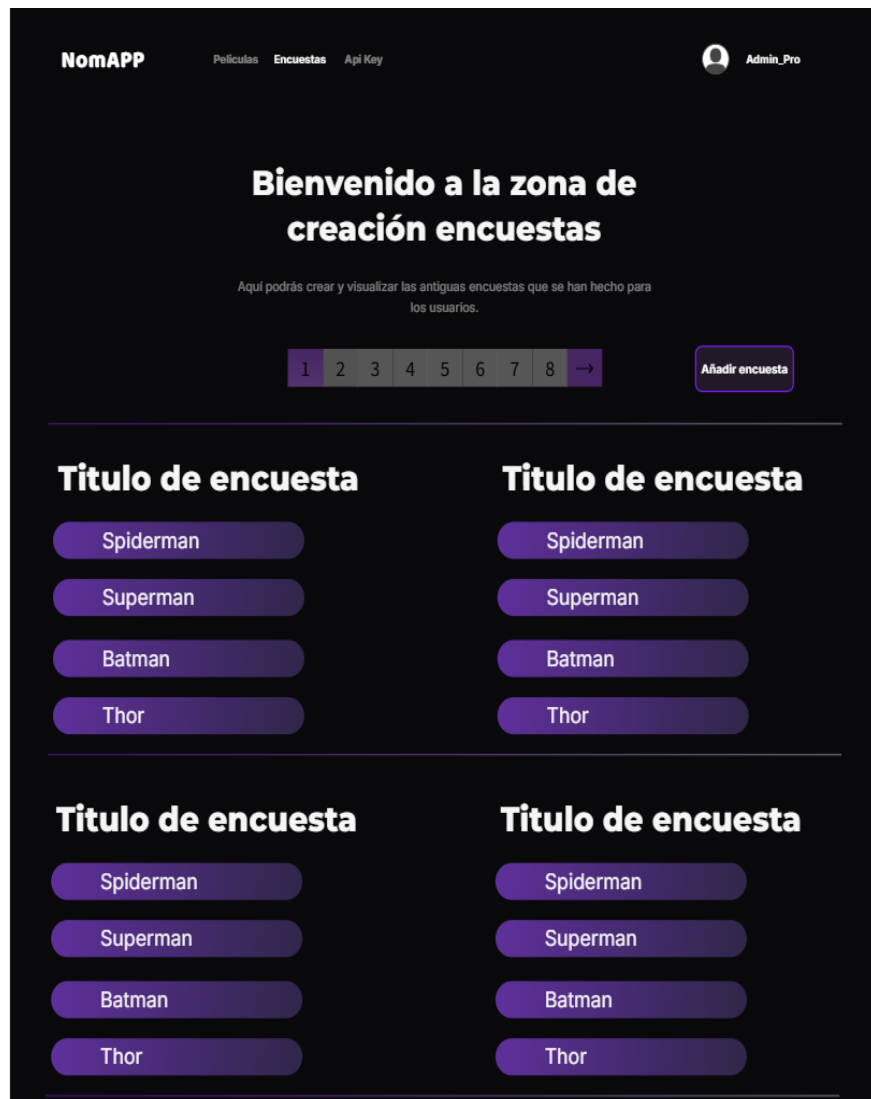 NomAPP Peliculas Encuestas Api Key Admin_Pro
Bienvenido a la zona de
creación encuestas
Aquí podrás crear y visualizar las antiguas encuestas que se han hecho para
los usuarios.
1 2 3 4 5 6 7 8 → Añadir encuesta
Titulo de encuesta Titulo de encuesta
Spiderman Spiderman
Superman Superman
Batman Batman
Thor Thor
Titulo de encuesta Titulo de encuesta
Spiderman Spiderman
Superman Superman
Batman Batman
Thor Thor